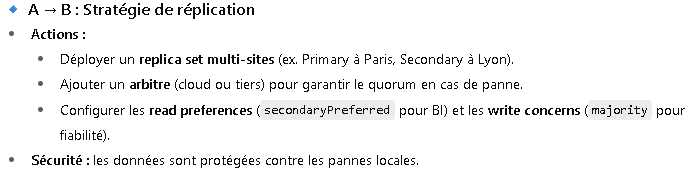 A → B : Stratégie de réplication
Actions :
Déployer un replica set multi-sites (ex. Primary à Paris, Secondary à Lyon).
Ajouter un arbitre (cloud ou tiers) pour garantir le quorum en cas de panne.
Configurer les read preferences ( secondaryPreferred pour BI) et les write concerns ( majority pour
fiabilité).
Sécurité : les données sont protégées contre les pannes locales.